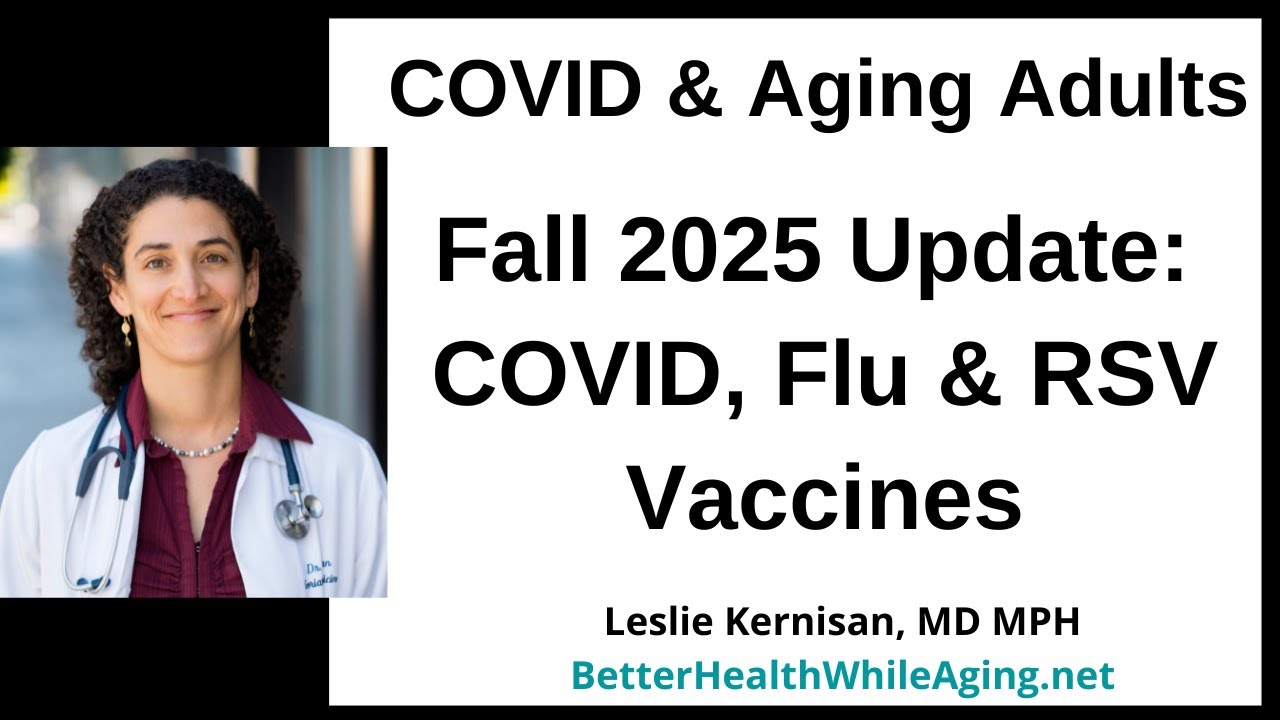 COVID & Aging Adults
Fall 2025 Update:
COVID, Flu & RSV
Vaccines
Leslie Kernisan, MD MPH
BetterHealthWhileAging.net